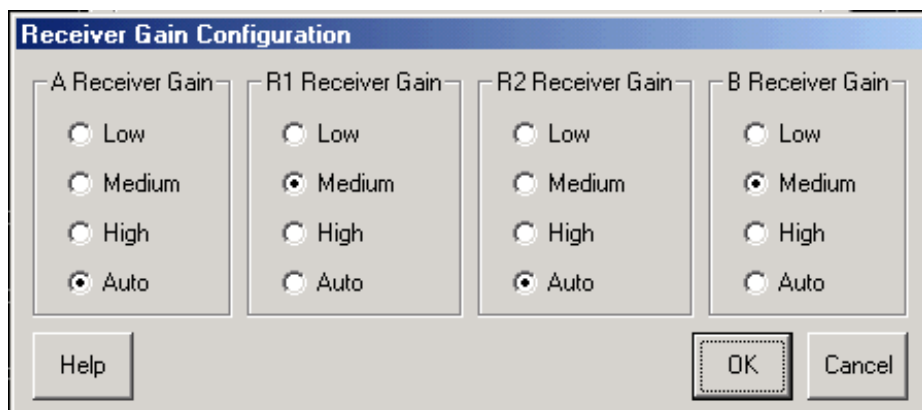 Receiver Gain Configuration
A Receiver Gain
Low
Medium
High
Auto
R1 Receiver Gain
Low
Medium
High
Auto
R2 Receiver Gain
Low
Medium
High
Auto
B Receiver Gain
Low
Medium
High
Auto
Help
OK
Cancel